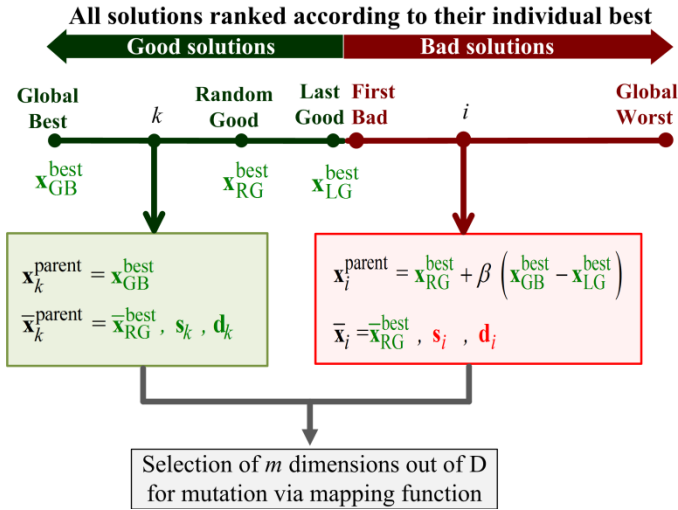 All solutions ranked according to their individual best
Good solutions Bad solutions
Global Best k Random Good Last Good First Bad i Global Worst
x_GB^best x_RG^best x_LG^best
x_k^parent = x_GB^best
x̄_k^parent = x̄_RG^best , s_k , d_k
x_i^parent = x_RG^best + β (x_GB^best − x_LG^best)
x̄_i = x̄_RG^best , s_i , d_i
Selection of m dimensions out of D
for mutation via mapping function